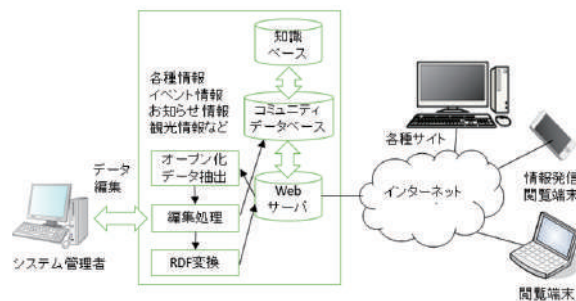 知識
ベース
各種情報
イベント情報
お知らせ情報
観光情報など
コミュニティ
データベース
オープン化
データ抽出
Web
サーバ
編集処理
RDF変換
データ
編集
システム管理者
各種サイト
インターネット
情報発信
閲覧端末
閲覧端末